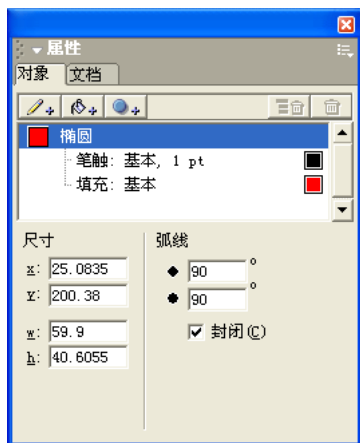 属性
对象 文档
椭圆
笔触: 基本, 1 pt
填充: 基本
尺寸 弧线
x: 25.0835 90 °
y: 200.38 90 °
w: 59.9 封闭(C)
h: 40.6055